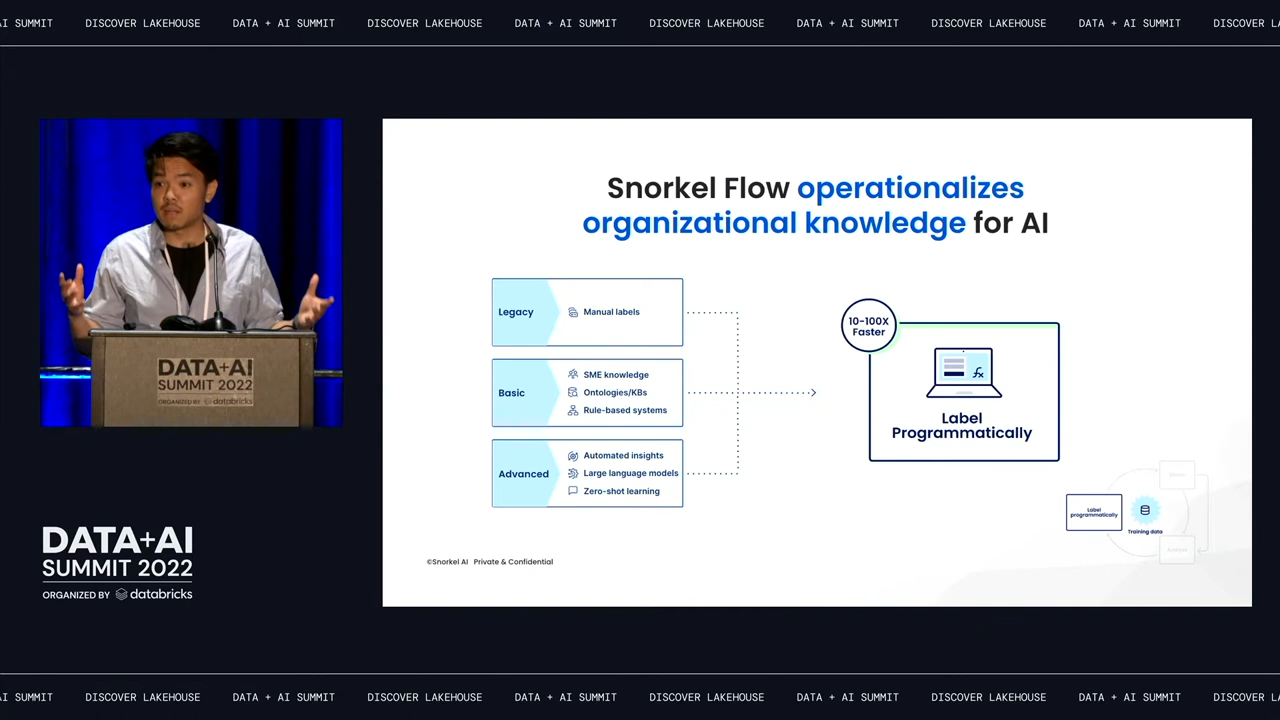 AI SUMMIT DISCOVER LAKEHOUSE DATA + AI SUMMIT DISCOVER LAKEHOUSE DATA + AI SUMMIT DISCOVER LAKEHOUSE DATA + AI SUMMIT DISCOVER LAKEHOUSE DATA + AI SUMMIT DISCOVER
Snorkel Flow operationalizes
organizational knowledge for AI
Legacy
Manual labels
Basic
SME knowledge
Ontologies/KBs
Rule-based systems
Advanced
Automated insights
Large language models
Zero-shot learning
10-100X
Faster
fx
Label
Programmatically
Label
programmatically
Training data
Analyze
©Snorkel AI Private & Confidential
DATA+AI
SUMMIT 2022
ORGANIZED BY databricks
DATA+AI
SUMMIT 2022
ORGANIZED BY databricks
AI SUMMIT DISCOVER LAKEHOUSE DATA + AI SUMMIT DISCOVER LAKEHOUSE DATA + AI SUMMIT DISCOVER LAKEHOUSE DATA + AI SUMMIT DISCOVER LAKEHOUSE DATA + AI SUMMIT DISCOVER